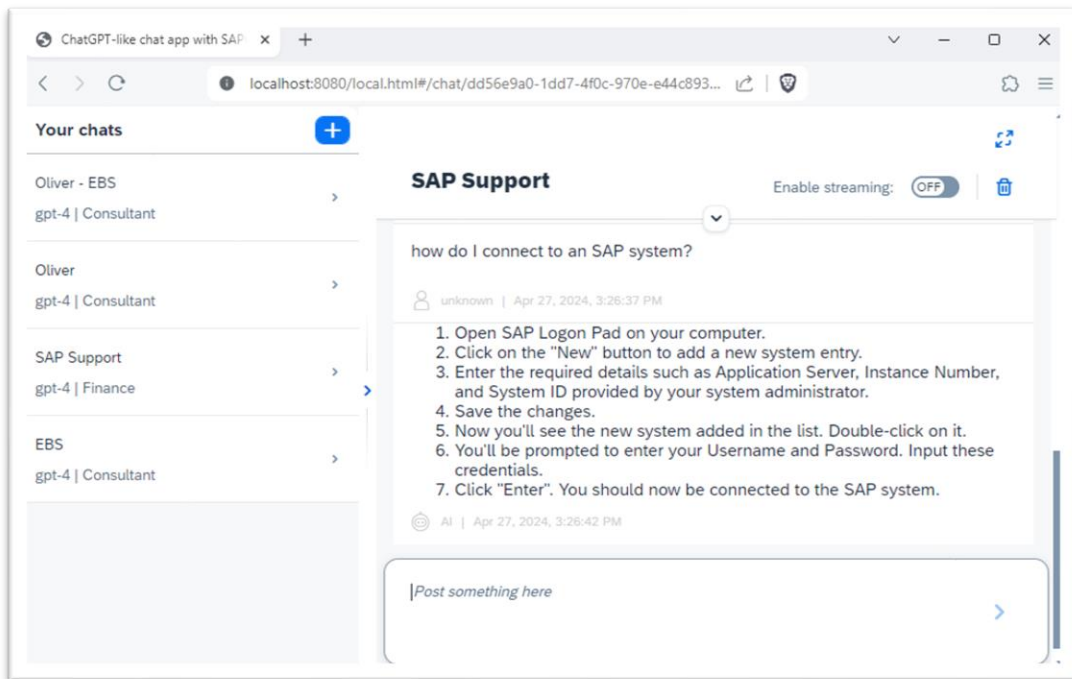 ChatGPT-like chat app with SAP
localhost:8080/local.html#/chat/dd56e9a0-1dd7-4f0c-970e-e44c893...
Your chats
Oliver - EBS
gpt-4 | Consultant
Oliver
gpt-4 | Consultant
SAP Support
gpt-4 | Finance
EBS
gpt-4 | Consultant
SAP Support
Enable streaming:
OFF
how do I connect to an SAP system?
unknown | Apr 27, 2024, 3:26:37 PM
1. Open SAP Logon Pad on your computer.
2. Click on the "New" button to add a new system entry.
3. Enter the required details such as Application Server, Instance Number,
and System ID provided by your system administrator.
4. Save the changes.
5. Now you'll see the new system added in the list. Double-click on it.
6. You'll be prompted to enter your Username and Password. Input these
credentials.
7. Click "Enter". You should now be connected to the SAP system.
AI | Apr 27, 2024, 3:26:42 PM
Post something here